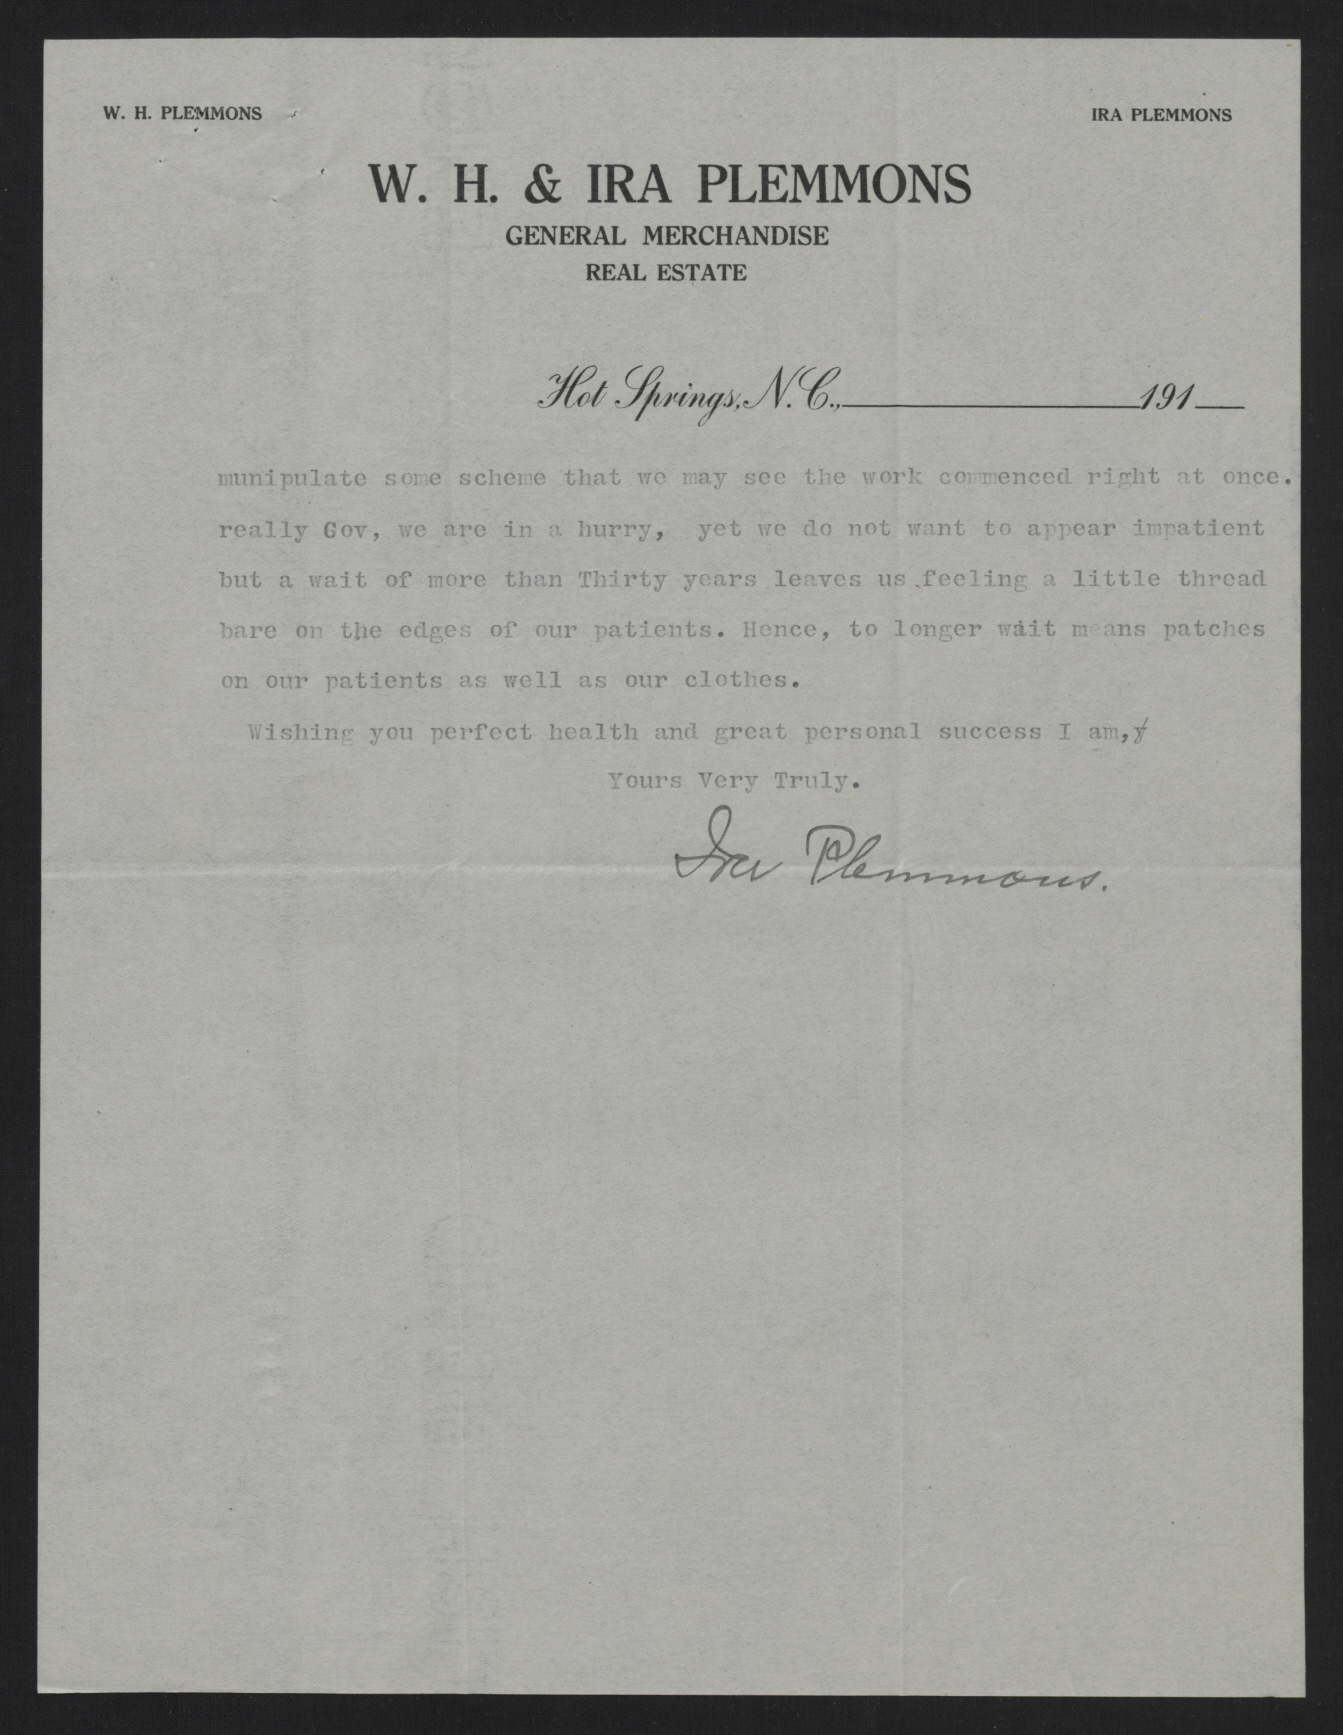 W. H. PLEMMONS
IRA PLEMMONS
W. H. & IRA PLEMMONS
GENERAL MERCHANDISE
REAL ESTATE
Hot Springs, N. C., 191
munipulate some scheme that we may see the work commenced right at once.
really Gov, we are in a hurry, yet we do not want to appear impatient
but a wait of more than Thirty years leaves us feeling a little thread
bare on the edges of our patients. Hence, to longer wait means patches
on our patients as well as our clothes.
Wishing you perfect health and great personal success I am,
Yours Very Truly.
Ira Plemmons.